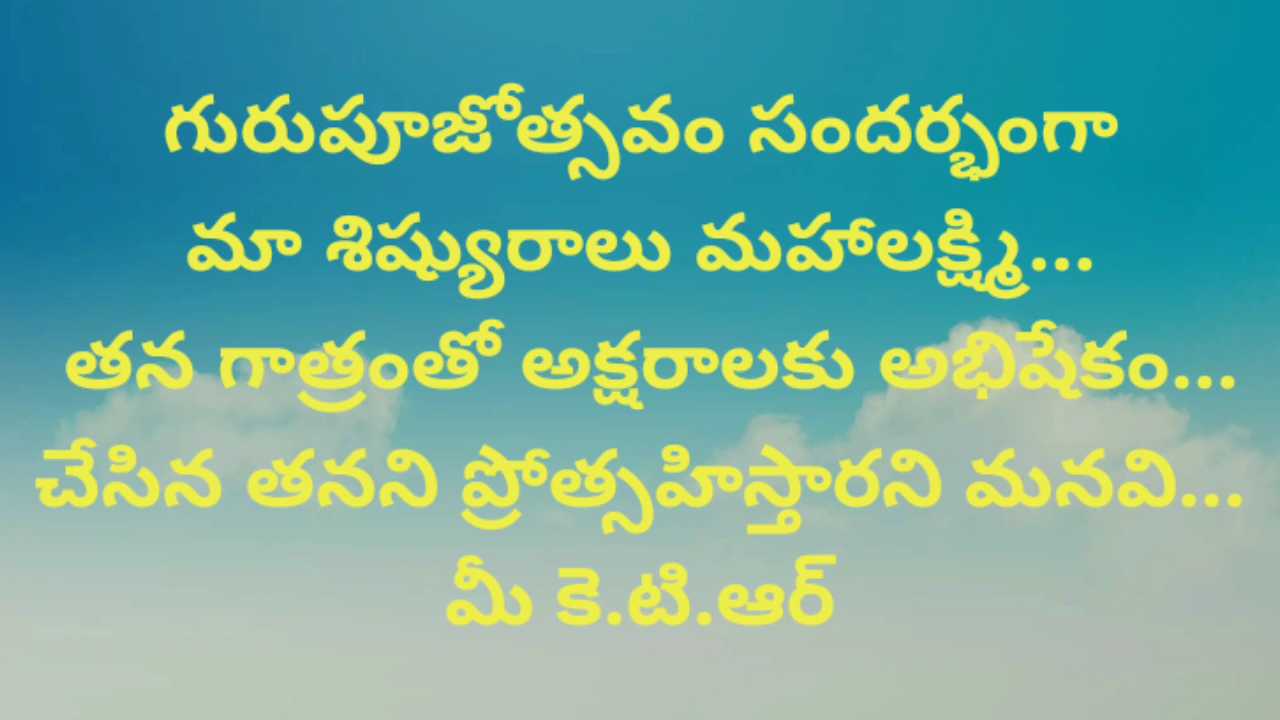 గురుపూజోత్సవం సందర్భంగా
మా శిష్యురాలు మహాలక్ష్మి...
తన గాత్రంతో అక్షరాలకు అభిషేకం...
చేసిన తనని ప్రోత్సహిస్తారని మనవి...
మీ కె.టి.ఆర్